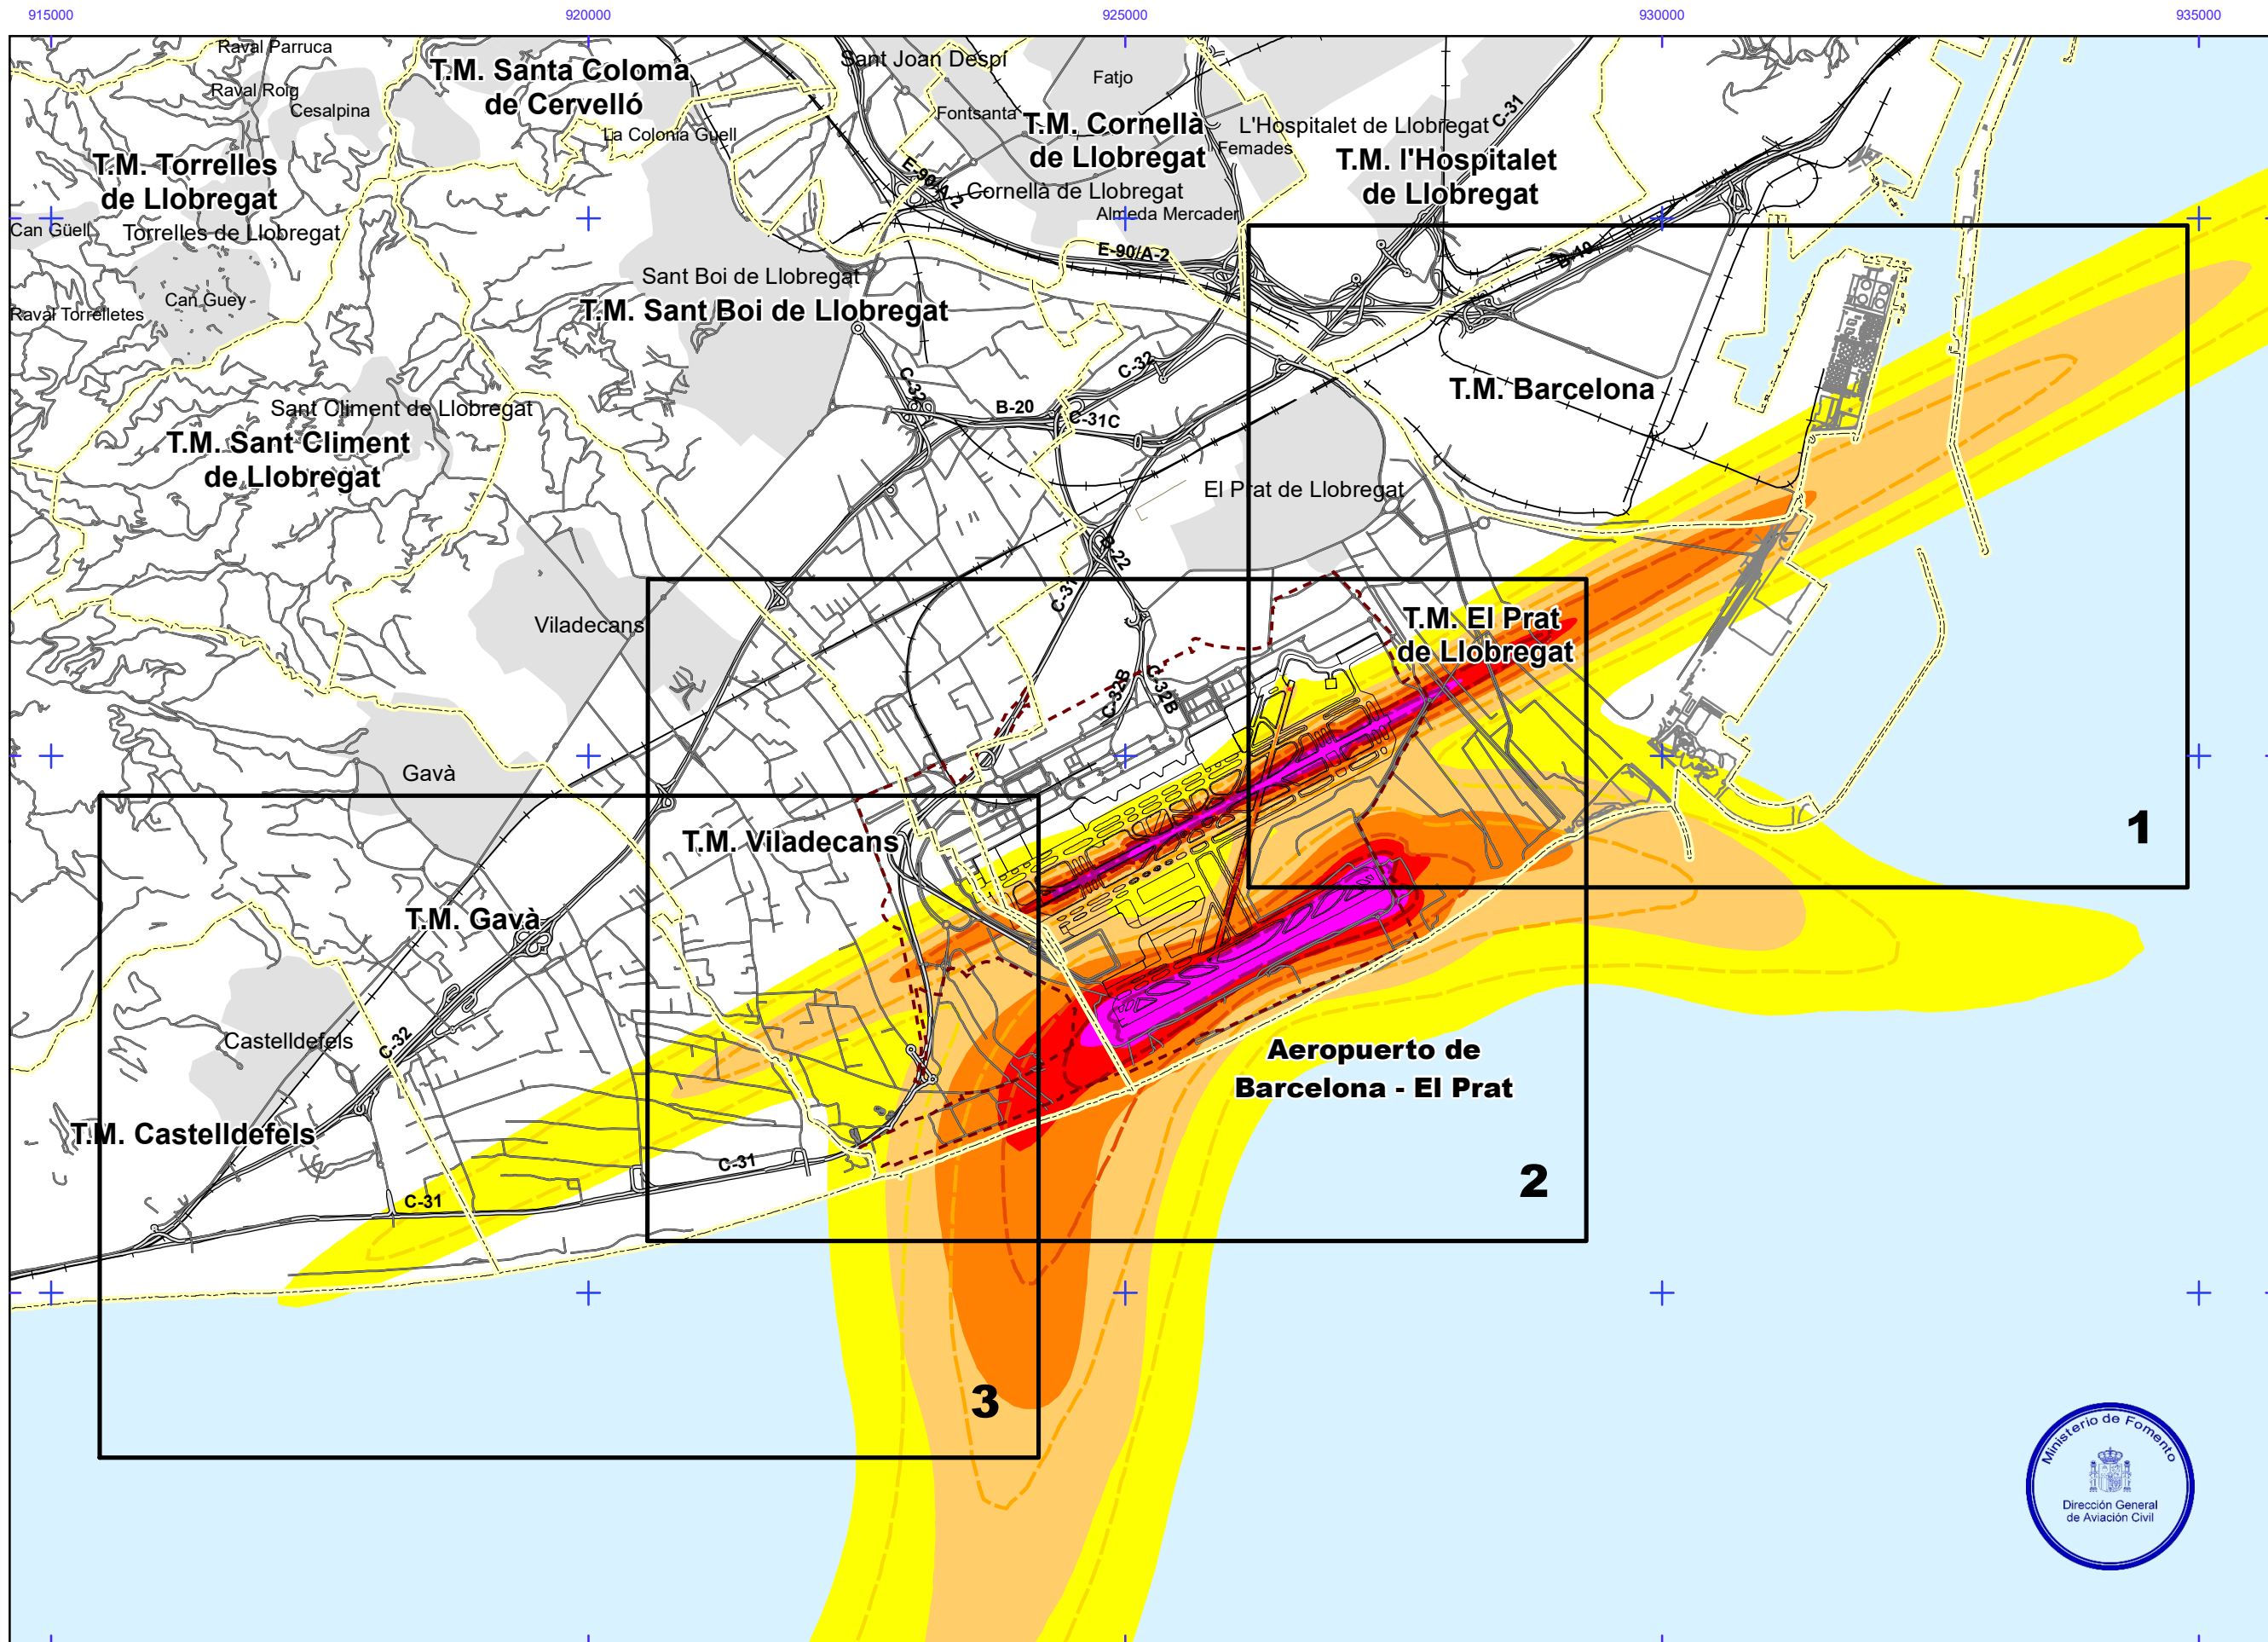 915000
920000
925000
930000
935000
Raval Parruca
Raval Roig
Cesalpina
T.M. Santa Coloma
de Cervelló
La Colonia Guell
Sant Joan Despí
Fatjo
Fontsanta
T.M. Cornellà
de Llobregat
Cornellà de Llobregat
Almeda Mercader
L'Hospitalet de Llobregat
Femades
T.M. l'Hospitalet
de Llobregat
C-31
E-90/A-2
E-90/A-2
B-10
T.M. Torrelles
de Llobregat
Can Güell
Torrelles de Llobregat
Can Guey
Raval Torrelletes
Sant Boi de Llobregat
T.M. Sant Boi de Llobregat
C-32
C-32
B-20
C-31C
T.M. Barcelona
Sant Climent de Llobregat
T.M. Sant Climent
de Llobregat
El Prat de Llobregat
B-22
C-31
Viladecans
T.M. El Prat
de Llobregat
C-32B
C-32B
Gavà
T.M. Viladecans
1
T.M. Gavà
Castelldefels
C-32
T.M. Castelldefels
C-31
C-31
Aeropuerto de
Barcelona - El Prat
2
3
Ministerio de Fomento
Dirección General
de Aviación Civil